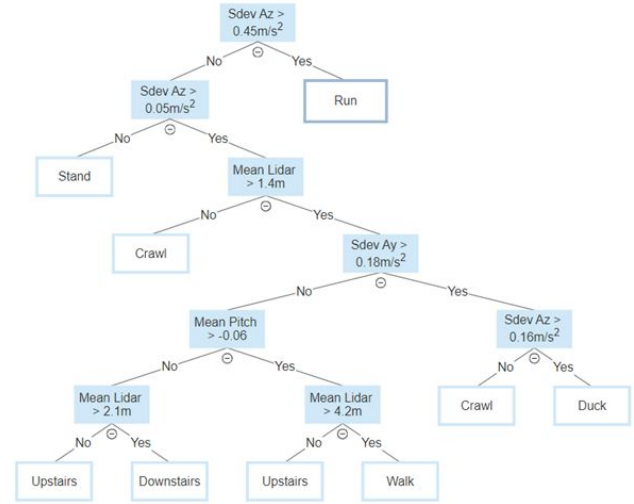 Sdev Az >
0.45m/s²
No
Yes
Sdev Az >
0.05m/s²
Run
No
Yes
Stand
Mean Lidar
> 1.4m
No
Yes
Crawl
Sdev Ay >
0.18m/s²
No
Yes
Mean Pitch
> -0.06
Sdev Az >
0.16m/s²
No
Yes
No
Yes
Mean Lidar
> 2.1m
Mean Lidar
> 4.2m
Crawl
Duck
No
Yes
No
Yes
Upstairs
Downstairs
Upstairs
Walk